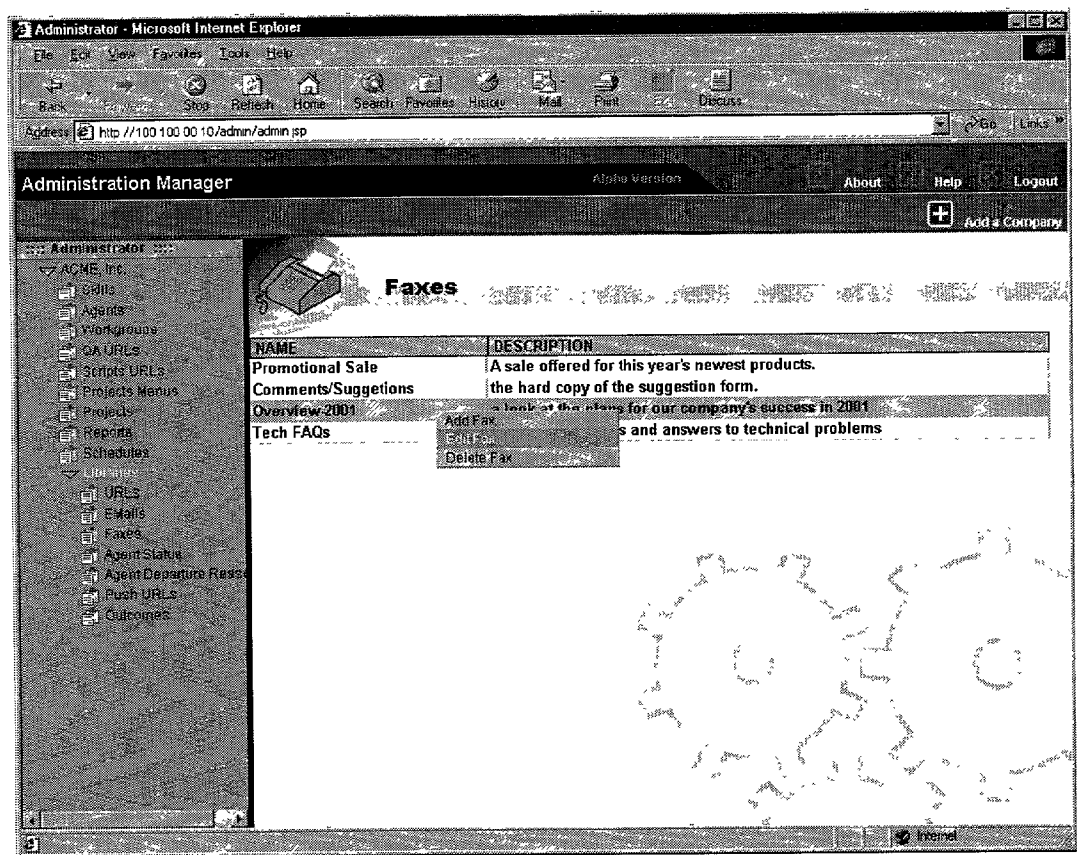 Administrator - Microsoft Internet Explorer
File Edit View Favorites Tools Help
Back Forward Stop Refresh Home Search Favorites History Mail Print Edit Discuss
Address http //100 100 00 10/admin/admin jsp Go Links
Administration Manager Alpha Version About Help Logout
Add a Company
:::: Administrator ::::
ACME, Inc.
Skills
Agents
Workgroups
QA URLs
Scripts URLs
Projects Menus
Projects
Reports
Schedules
Libraries
URLs
EMails
Faxes
Agent Status
Agent Departure Reas
Push URLs
Outcomes
Faxes
NAME DESCRIPTION
Promotional Sale A sale offered for this year's newest products.
Comments/Suggetions the hard copy of the suggestion form.
Overview-2001 a look at the plans for our company's success in 2001
Tech FAQs s and answers to technical problems
Add Fax
Edit Fax
Delete Fax
Internet